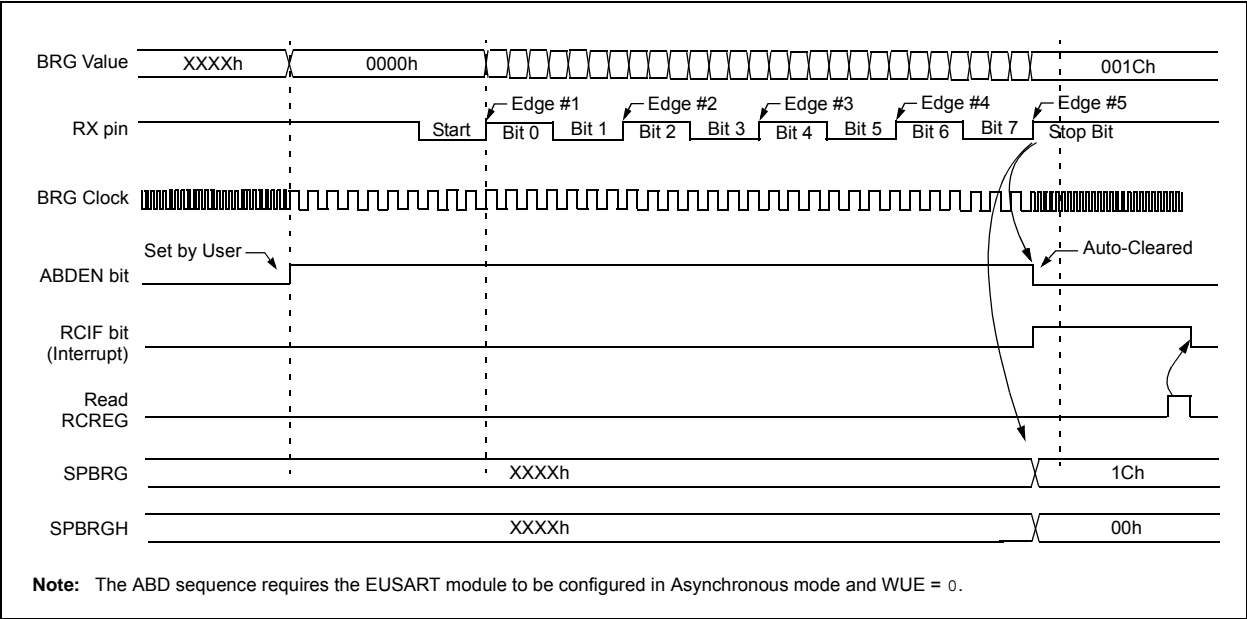 BRG Value XXXXh 0000h 001Ch
Edge #1 Edge #2 Edge #3 Edge #4 Edge #5
RX pin Start Bit 0 Bit 1 Bit 2 Bit 3 Bit 4 Bit 5 Bit 6 Bit 7 Stop Bit
BRG Clock
Set by User Auto-Cleared
ABDEN bit
RCIF bit
(Interrupt)
Read
RCREG
SPBRG XXXXh 1Ch
SPBRGH XXXXh 00h
Note: The ABD sequence requires the EUSART module to be configured in Asynchronous mode and WUE = 0.